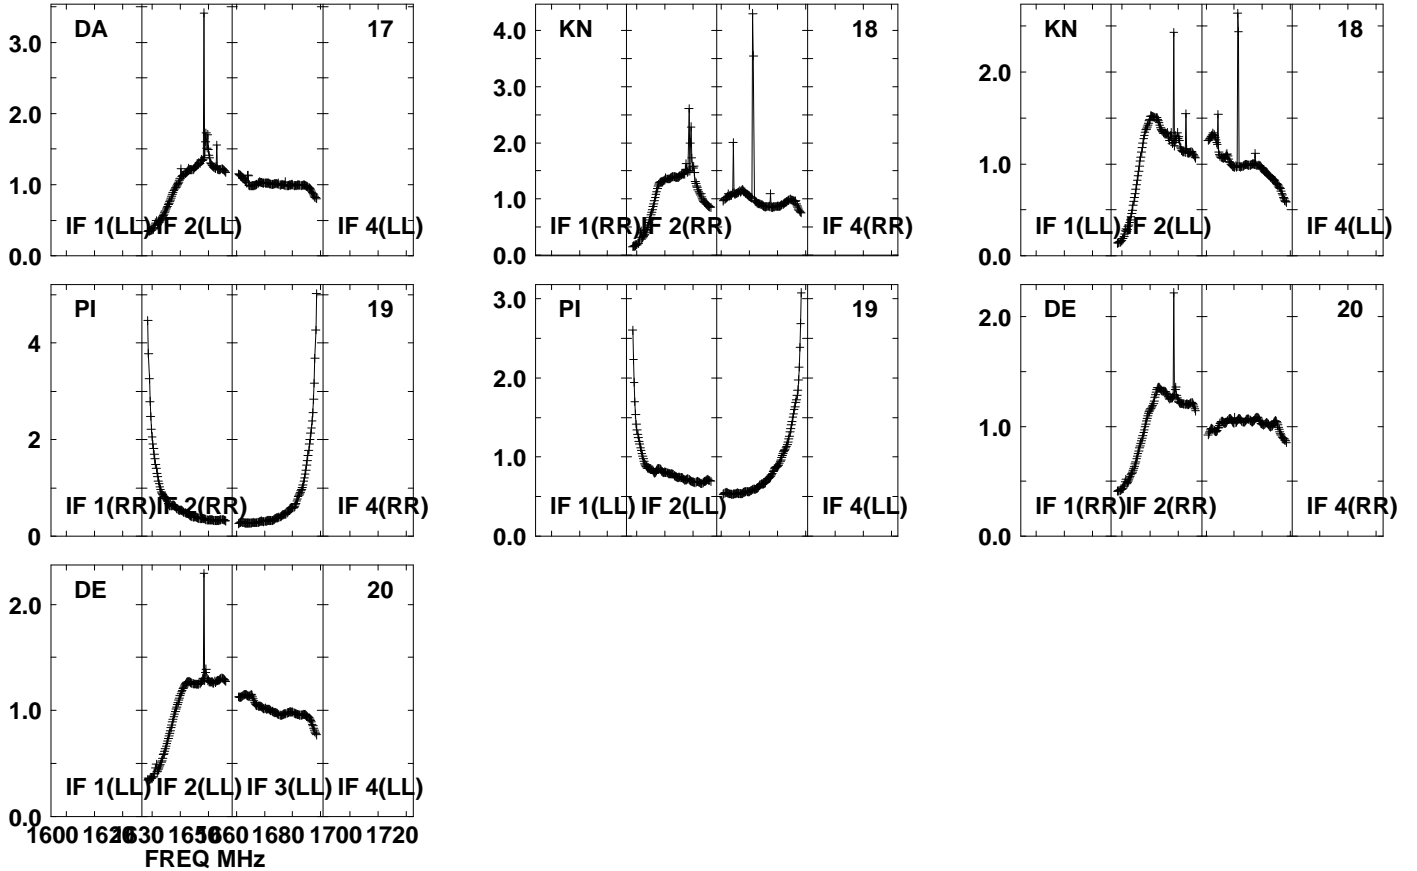 DA 17
3.0
2.0
1.0
0.0
IF 1(LL) IF 2(LL) IF 4(LL)
KN 18
4.0
3.0
2.0
1.0
0.0
IF 1(RR) IF 2(RR) IF 4(RR)
KN 18
2.0
1.0
0.0
IF 1(LL) IF 2(LL) IF 4(LL)
PI 19
4
2
0
IF 1(RR) IF 2(RR) IF 4(RR)
PI 19
3.0
2.0
1.0
0.0
IF 1(LL) IF 2(LL) IF 4(LL)
DE 20
2.0
1.0
0.0
IF 1(RR) IF 2(RR) IF 4(RR)
DE 20
2.0
1.0
0.0
IF 1(LL) IF 2(LL) IF 3(LL) IF 4(LL)
1600 1680 1700 1720
FREQ MHz